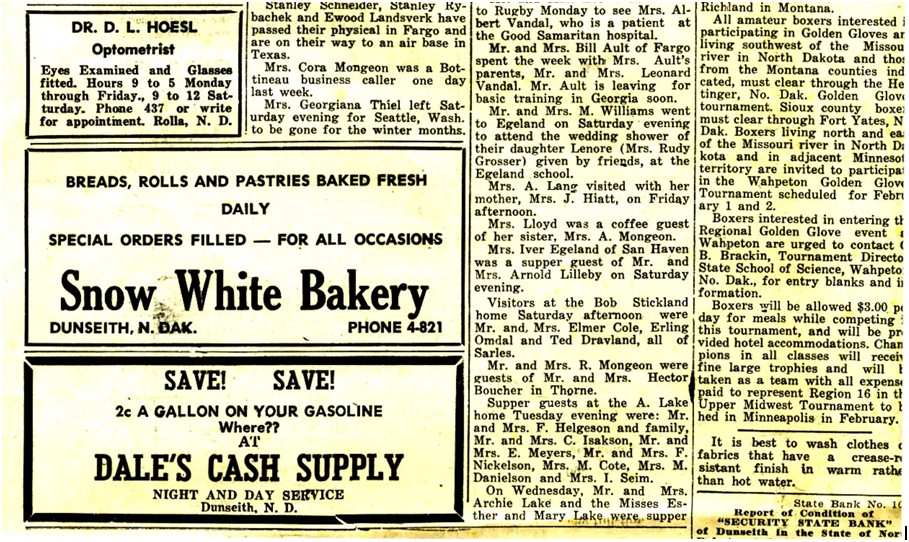 DR. D. L. HOESL
Optometrist
Eyes Examined and Glasses
fitted. Hours 9 to 5 Monday
through Friday., 9 to 12 Sat-
turday. Phone 437 or write
for appointment. Rolla, N. D.
Stanley Schneider, Stanley Ry-
bachek and Ewood Landsverk have
passed their physical in Fargo and
are on their way to an air base in
Texas.
Mrs. Cora Mongeon was a Bot-
tineau business caller one day
last week.
Mrs. Georgiana Thiel left Sat-
urday evening for Seattle, Wash.
to be gone for the winter months.
BREADS, ROLLS AND PASTRIES BAKED FRESH
DAILY
SPECIAL ORDERS FILLED — FOR ALL OCCASIONS
Snow White Bakery
DUNSEITH, N. DAK. PHONE 4-821
SAVE! SAVE!
2c A GALLON ON YOUR GASOLINE
Where??
AT
DALE'S CASH SUPPLY
NIGHT AND DAY SERVICE
Dunseith, N. D.
to Rugby Monday to see Mrs. Al-
bert Vandal, who is a patient at
the Good Samaritan hospital.
Mr. and Mrs. Bill Ault of Fargo
spent the week with Mrs. Ault's
parents, Mr. and Mrs. Leonard
Vandal. Mr. Ault is leaving for
basic training in Georgia soon.
Mr. and Mrs. M. Williams went
to Egeland on Saturday evening
to attend the wedding shower of
their daughter Lenore (Mrs. Rudy
Grosser) given by friends, at the
Egeland school.
Mrs. A. Lang visited with her
mother, Mrs. J. Hiatt, on Friday
afternoon.
Mrs. Lloyd was a coffee guest
of her sister, Mrs. A. Mongeon.
Mrs. Iver Egeland of San Haven
was a supper guest of Mr. and
Mrs. Arnold Lilleby on Saturday
evening.
Visitors at the Bob Stickland
home Saturday afternoon were
Mr. and, Mrs. Elmer Cole, Erling
Omdal and Ted Dravland, all of
Sarles.
Mr. and Mrs. R. Mongeon were
guests of Mr. and Mrs. Hector
Boucher in Thorne.
Supper guests at the A. Lake
home Tuesday evening were: Mr.
and Mrs. F. Helgeson and family,
Mr. and Mrs. C. Isakson, Mr. and
Mrs. E. Meyers, Mr. and Mrs. F.
Nickelson, Mrs. M. Cote, Mrs. M.
Danielson and Mrs. I. Seim.
On Wednesday, Mr. and Mrs.
Archie Lake and the Misses Es-
ther and Mary Lake were supper
Richland in Montana.
All amateur boxers interested i
participating in Golden Gloves an
living southwest of the Missou
river in North Dakota and thos
from the Montana counties ind
cated, must clear through the He
tinger, No. Dak. Golden Glov
tournament. Sioux county boxe
must clear through Fort Yates, N
Dak. Boxers living north and ea
of the Missouri river in North Da
kota and in adjacent Minnesot
territory are invited to participa
in the Wahpeton Golden Glove
Tournament scheduled for Febru
ary 1 and 2.
Boxers interested in entering th
Regional Golden Glove event a
Wahpeton are urged to contact
B. Brackin, Tournament Directo
State School of Science, Wahpeto
No. Dak., for entry blanks and in
formation.
Boxers will be allowed $3.00 pe
day for meals while competing i
this tournament, and will be pr
vided hotel accommodations. Cham
pions in all classes will receiv
fine large trophies and will b
taken as a team with all expense
paid to represent Region 16 in th
Upper Midwest Tournament to b
hed in Minneapolis in February.
It is best to wash clothes o
fabrics that have a crease-r
sistant finish in warm rathe
than hot water.
State Bank No. 10
Report of Condition of
"SECURITY STATE BANK"
of Dunseith in the State of Nor